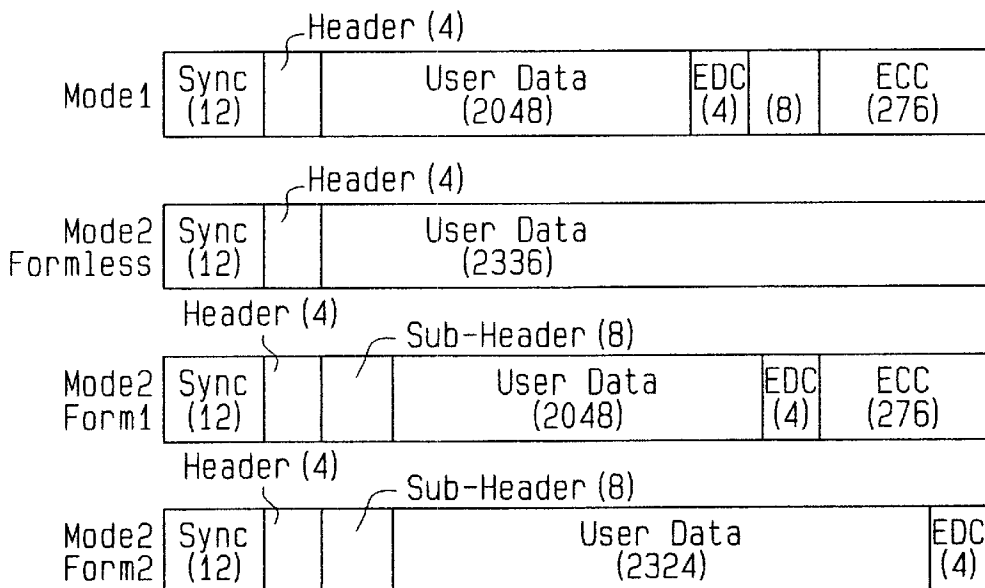 Header (4)
Mode1 Sync (12) User Data (2048) EDC (4) (8) ECC (276)
Header (4)
Mode2 Formless Sync (12) User Data (2336)
Header (4) Sub-Header (8)
Mode2 Form1 Sync (12) User Data (2048) EDC (4) ECC (276)
Header (4) Sub-Header (8)
Mode2 Form2 Sync (12) User Data (2324) EDC (4)